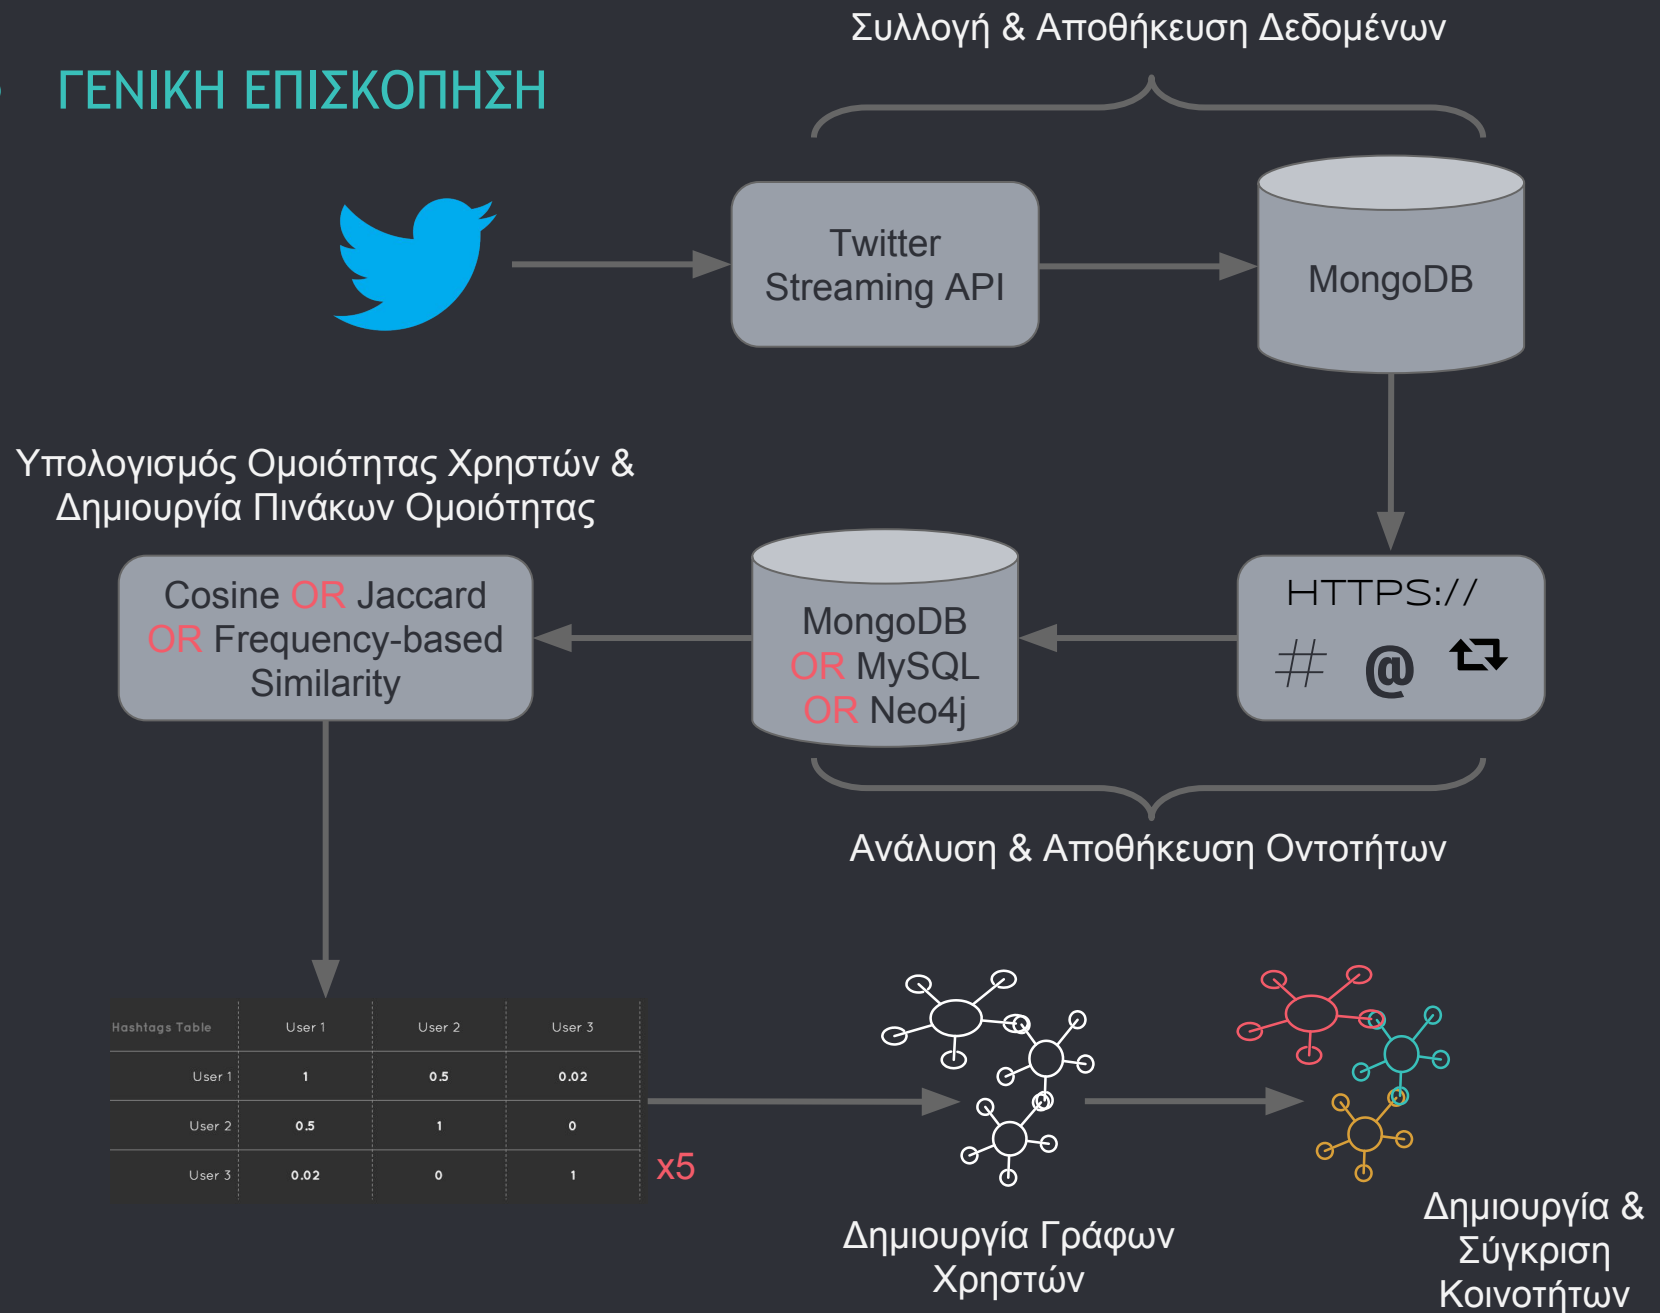 Συλλογή & Αποθήκευση Δεδομένων
ΓΕΝΙΚΗ ΕΠΙΣΚΟΠΗΣΗ
Twitter
Streaming API
MongoDB
Υπολογισμός Ομοιότητας Χρηστών &
Δημιουργία Πινάκων Ομοιότητας
Cosine OR Jaccard
OR Frequency-based
Similarity
MongoDB
OR MySQL
OR Neo4j
HTTPS://
# @
Ανάλυση & Αποθήκευση Οντοτήτων
Hashtags Table User 1 User 2 User 3
User 1 1 0.5 0.02
User 2 0.5 1 0
User 3 0.02 0 1
x5
Δημιουργία Γράφων
Χρηστών
Δημιουργία &
Σύγκριση
Κοινοτήτων